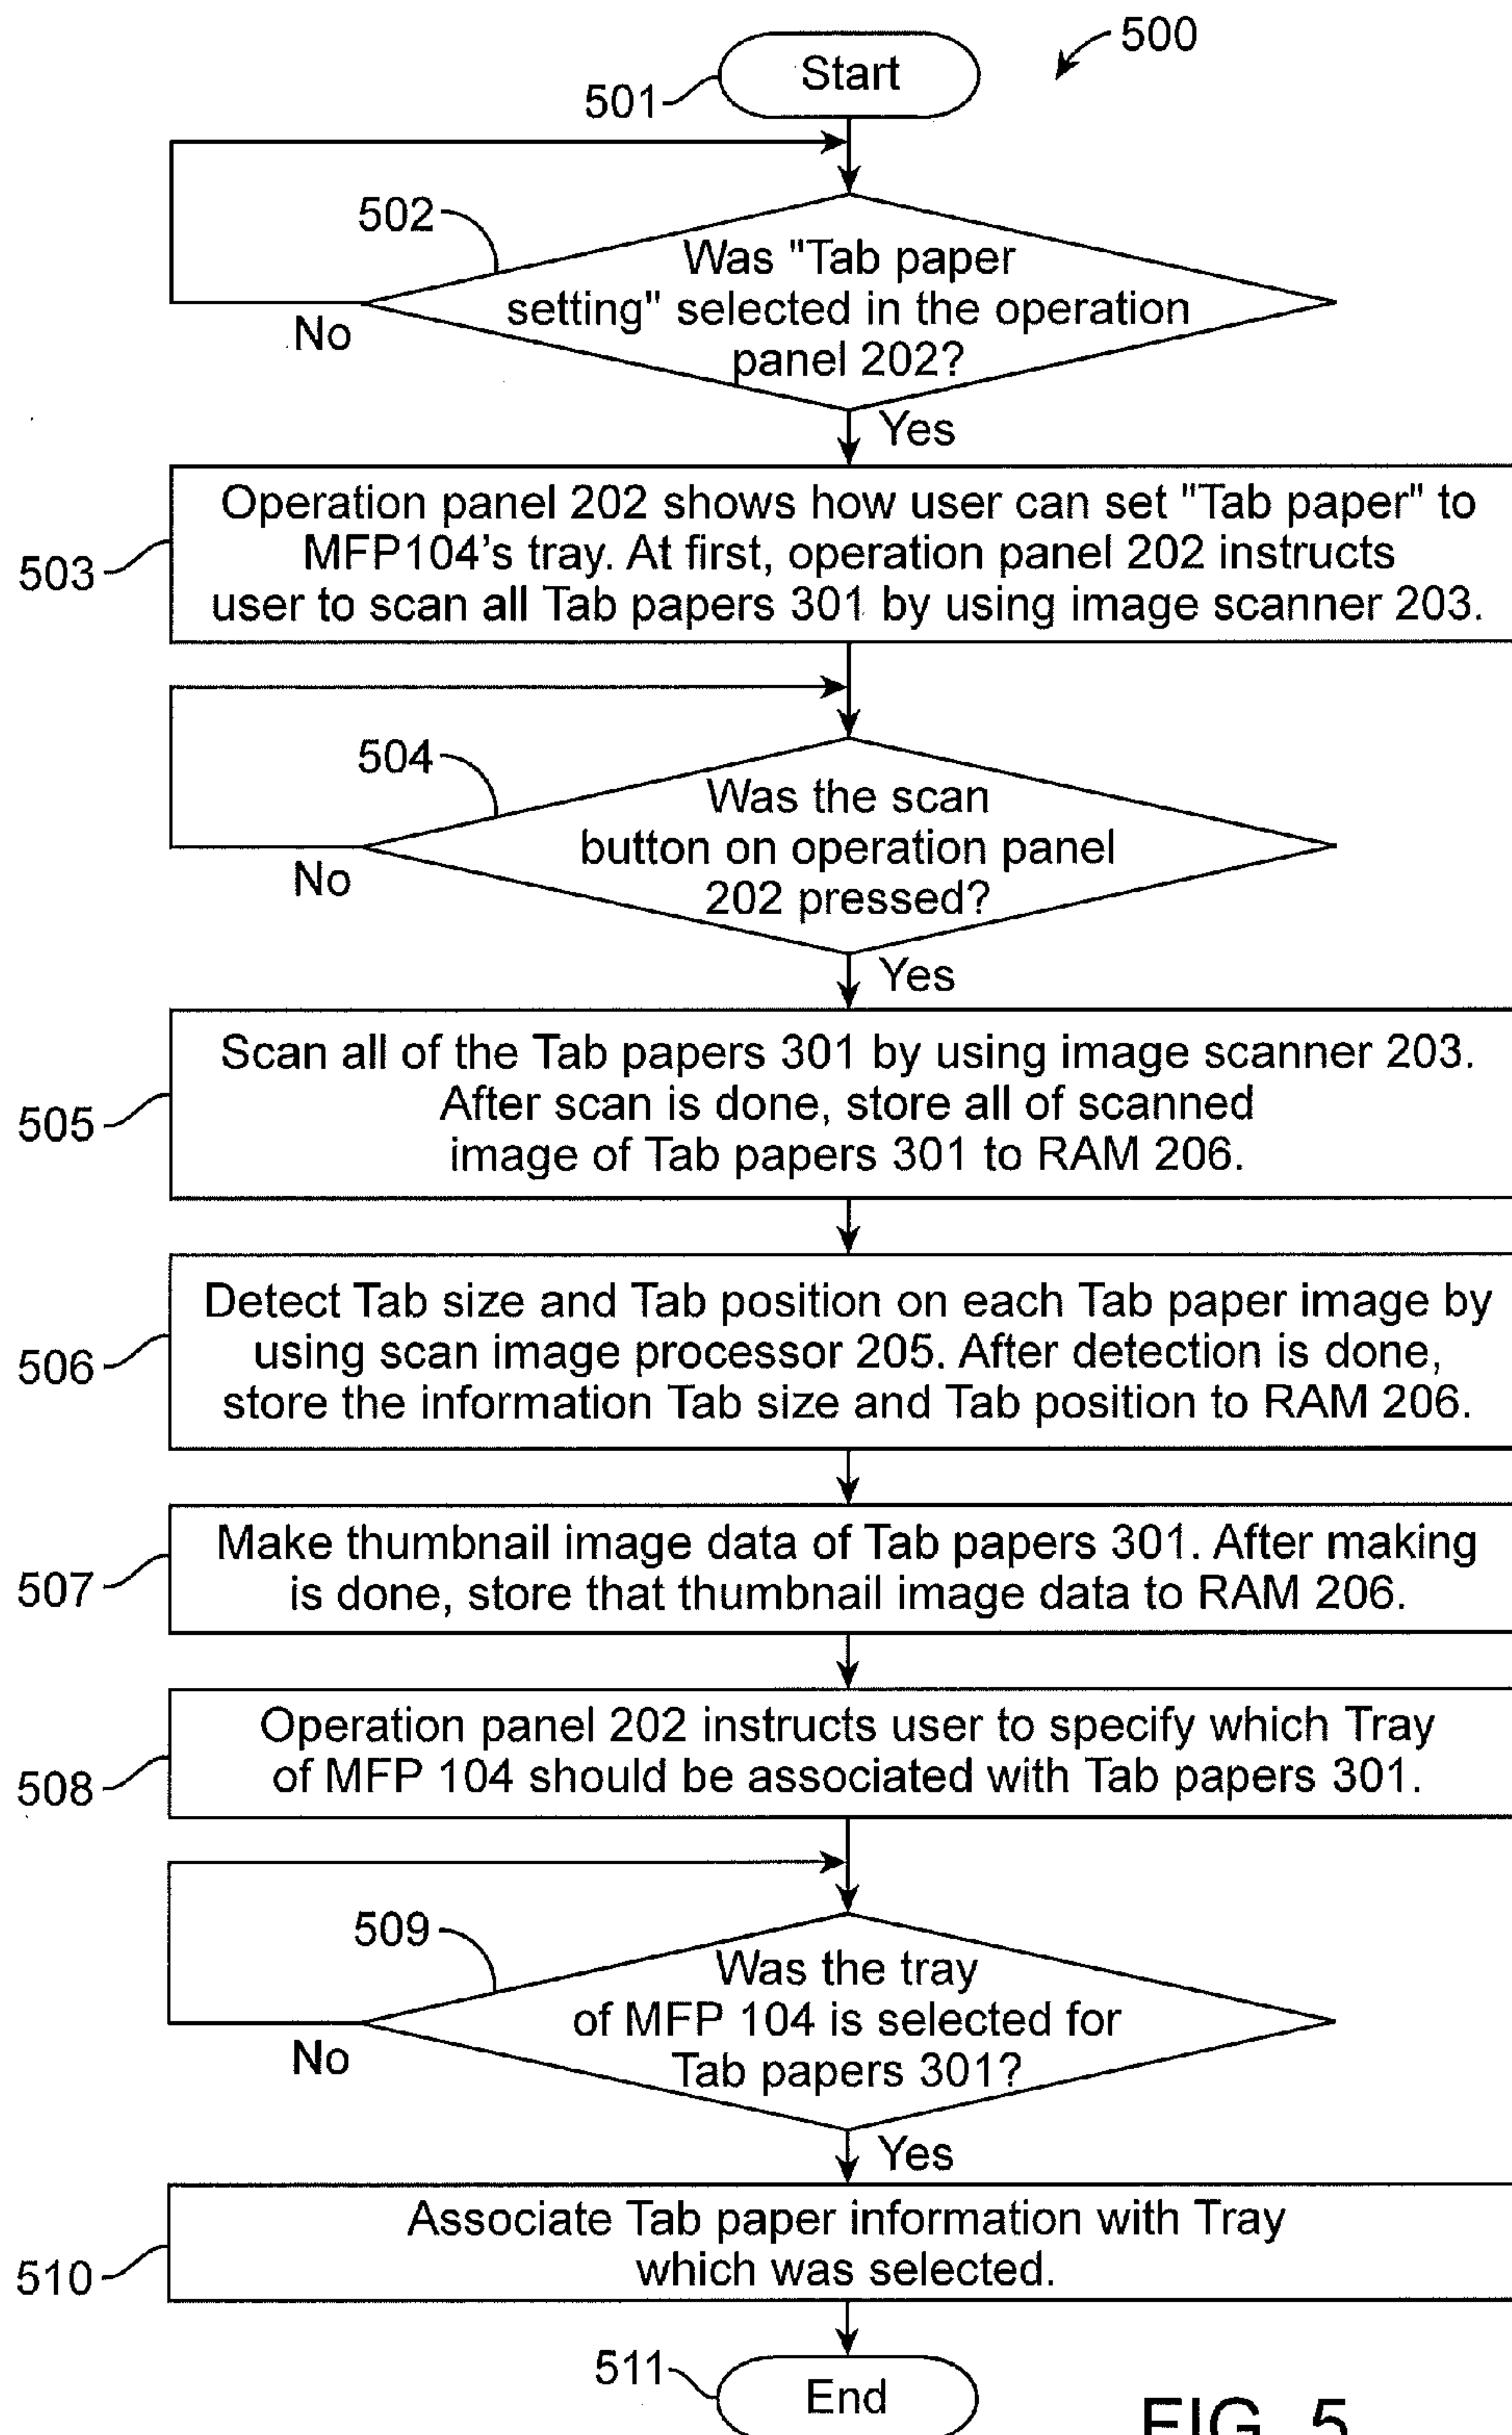 500
Start
501
502
Was "Tab paper
setting" selected in the operation
panel 202?
No
Yes
503
Operation panel 202 shows how user can set "Tab paper" to
MFP104's tray. At first, operation panel 202 instructs
user to scan all Tab papers 301 by using image scanner 203.
504
Was the scan
button on operation panel
202 pressed?
No
Yes
505
Scan all of the Tab papers 301 by using image scanner 203.
After scan is done, store all of scanned
image of Tab papers 301 to RAM 206.
506
Detect Tab size and Tab position on each Tab paper image by
using scan image processor 205. After detection is done,
store the information Tab size and Tab position to RAM 206.
507
Make thumbnail image data of Tab papers 301. After making
is done, store that thumbnail image data to RAM 206.
508
Operation panel 202 instructs user to specify which Tray
of MFP 104 should be associated with Tab papers 301.
509
Was the tray
of MFP 104 is selected for
Tab papers 301?
No
Yes
510
Associate Tab paper information with Tray
which was selected.
511
End
FIG. 5